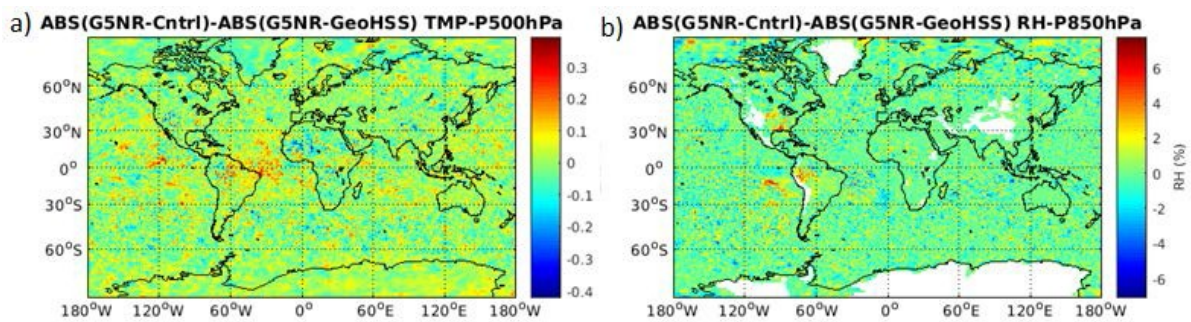 a) ABS(G5NR-Cntrl)-ABS(G5NR-GeoHSS) TMP-P500hPa
60°N
30°N
0°
30°S
60°S
180°W 120°W 60°W 0° 60°E 120°E 180°E
0.3
0.2
0.1
0
-0.1
-0.2
-0.3
-0.4
b) ABS(G5NR-Cntrl)-ABS(G5NR-GeoHSS) RH-P850hPa
60°N
30°N
0°
30°S
60°S
180°W 120°W 60°W 0° 60°E 120°E 180°E
6
4
2
0
-2
-4
-6
RH (%)